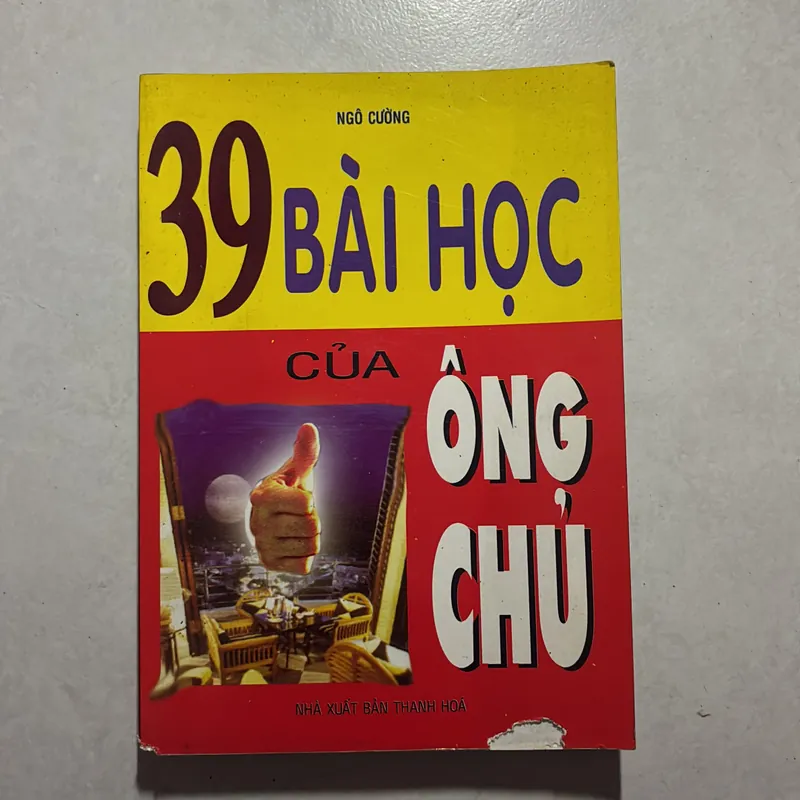 NGÔ CƯỜNG
39 BÀI HỌC
CỦA
ÔNG
CHỦ
NHÀ XUẤT BẢN THANH HOÁ